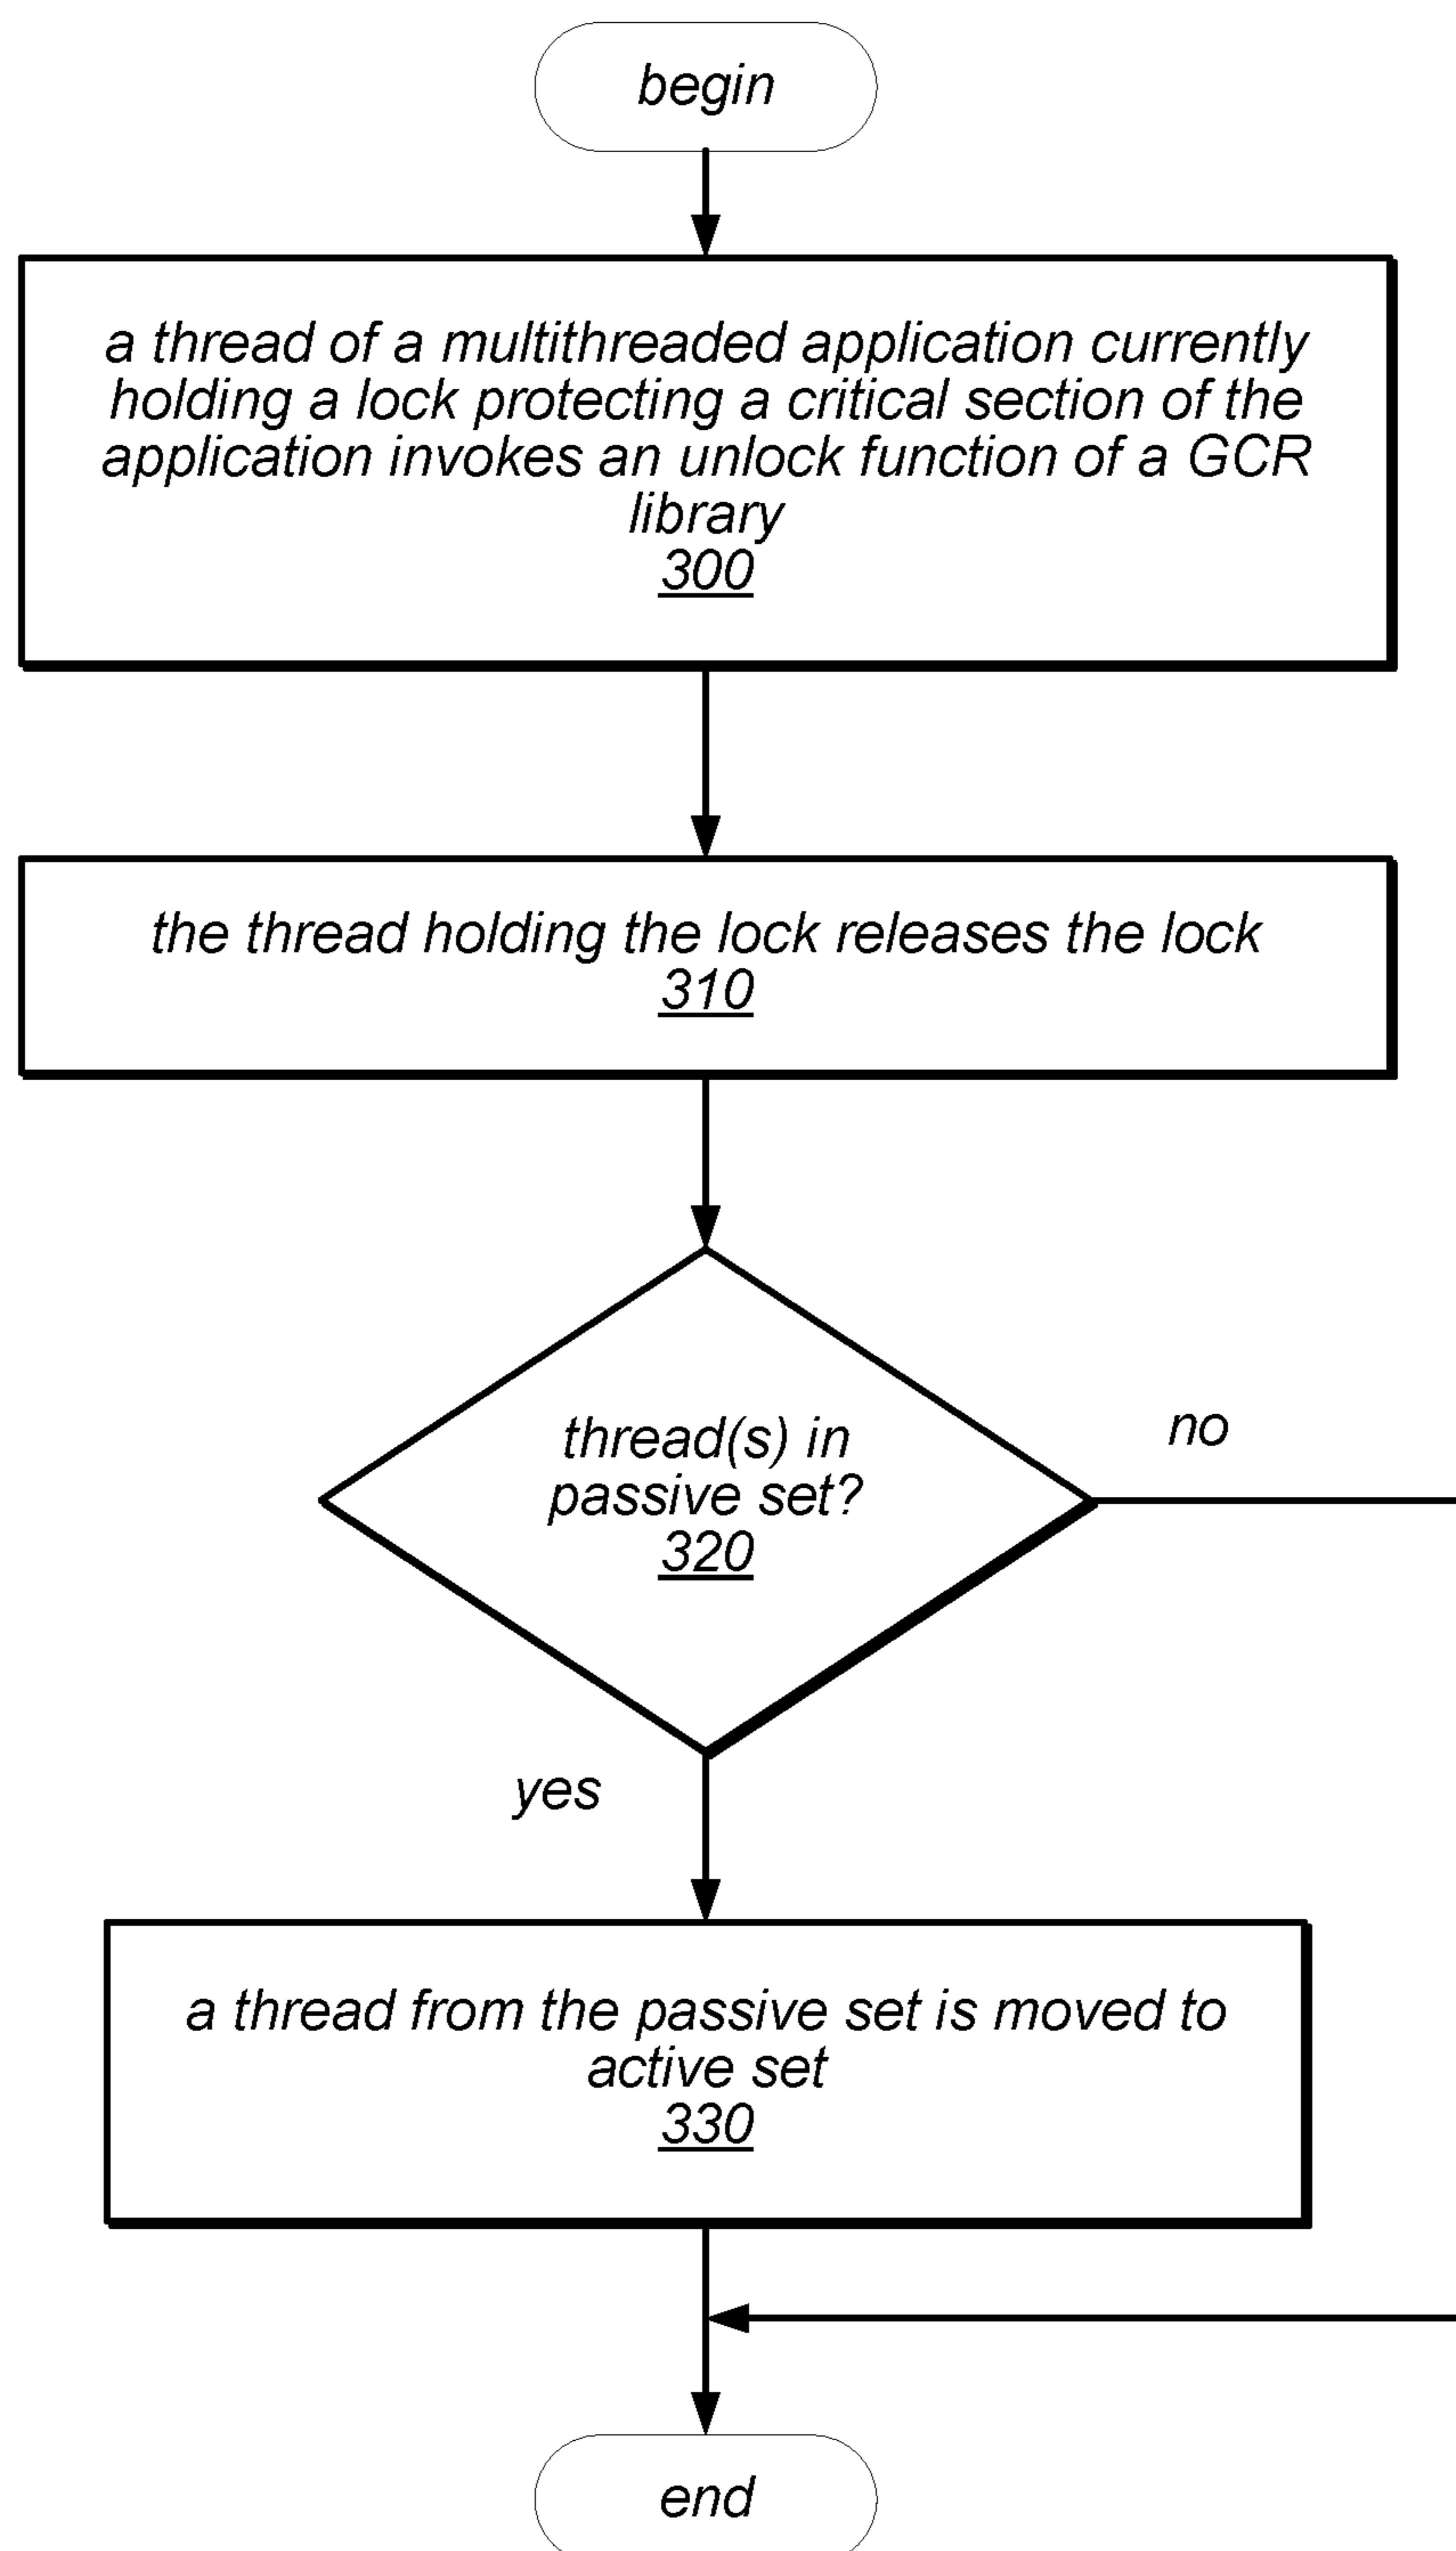 begin
a thread of a multithreaded application currently
holding a lock protecting a critical section of the
application invokes an unlock function of a GCR
library
300
the thread holding the lock releases the lock
310
thread(s) in
passive set?
320
no
yes
a thread from the passive set is moved to
active set
330
end